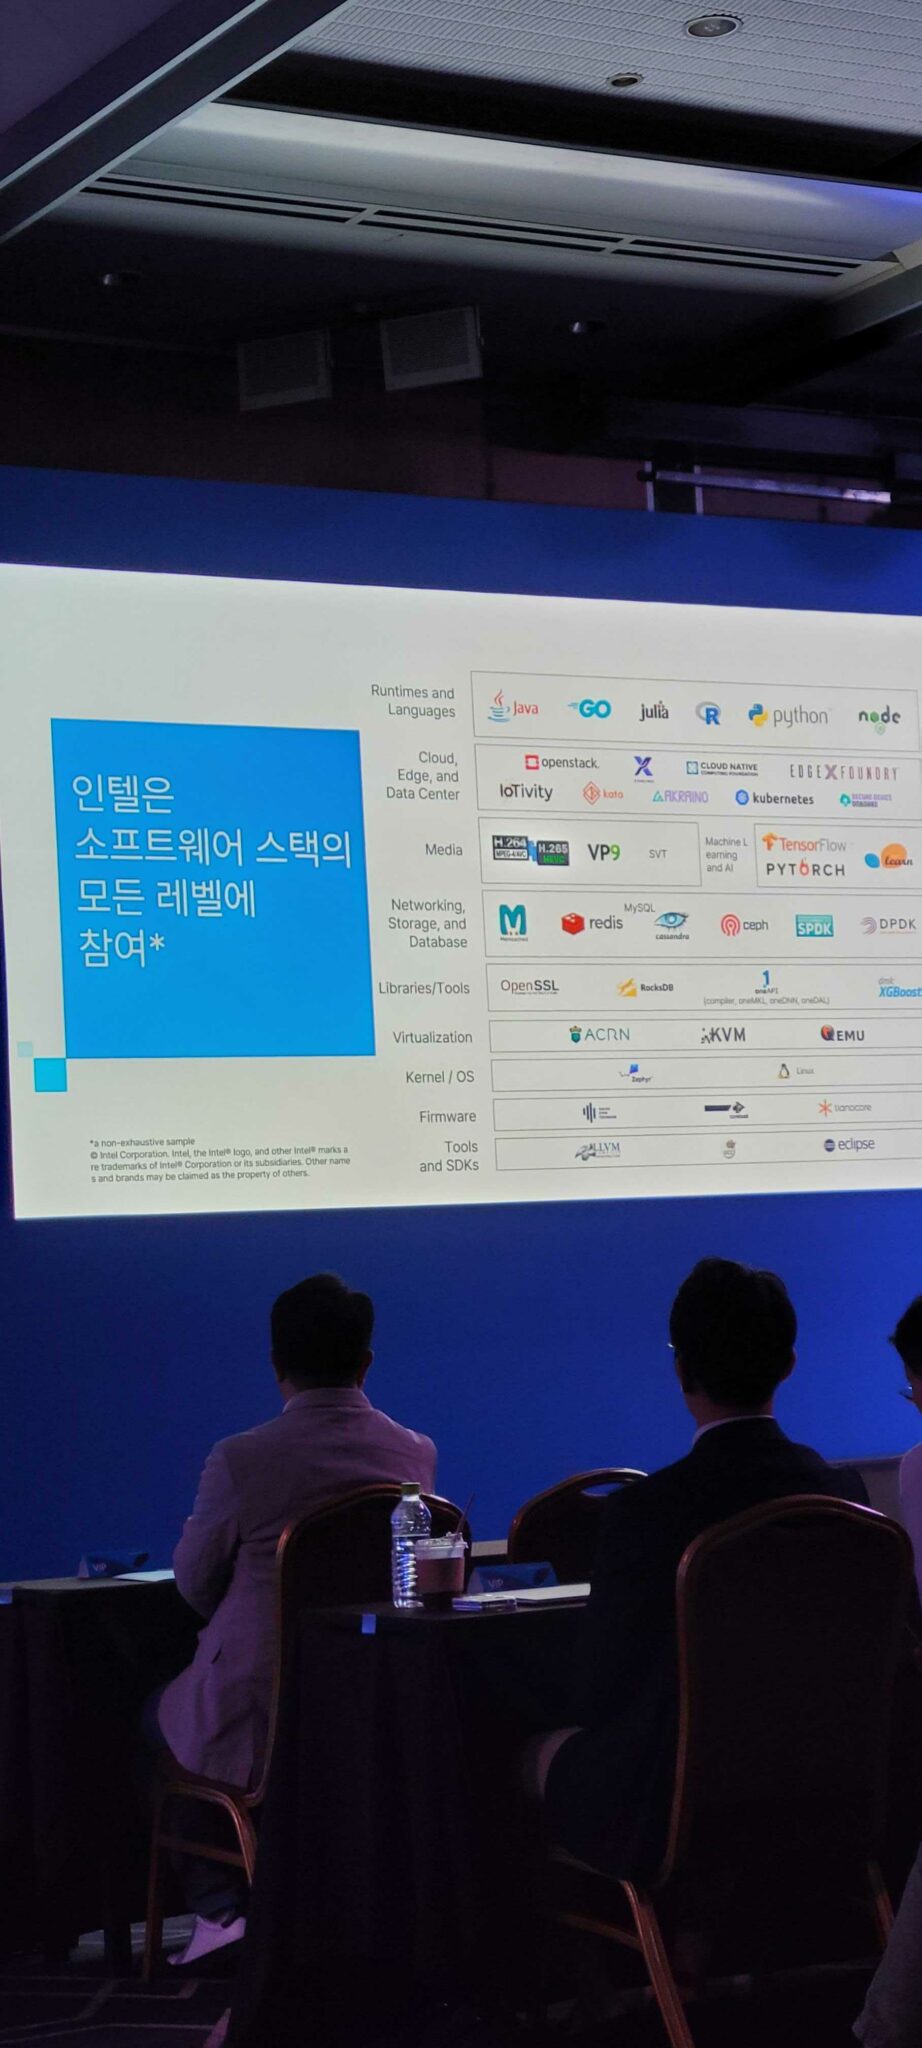 인텔은
소프트웨어 스택의
모든 레벨에
참여*
*a non-exhaustive sample
© Intel Corporation. Intel, the Intel® logo, and other Intel® marks a
re trademarks of Intel® Corporation or its subsidiaries. Other name
s and brands may be claimed as the property of others.
Runtimes and
Languages
Java GO julia R python node
Cloud,
Edge, and
Data Center
openstack. CLOUD NATIVE EDGE X FOUNDRY
COMPUTING FOUNDATION
IoTivity kata AKRAINO kubernetes SECURE DEVICE
ONBOARD
Media
H.264
MPEG-4/AVC
H.265
HEVC
VP9 SVT
Machine L
earning
and AI
TensorFlow
PYTORCH learn
Networking,
Storage, and
Database
Memcached redis MySQL cassandra ceph SPDK DPDK
Libraries/Tools
OpenSSL RocksDB oneAPI
(compiler, oneMKL, oneDNN, oneDAL)
dmlc
XGBoost
Virtualization
ACRN KVM QEMU
Kernel / OS
Zephyr Linux
Firmware
tianocore
Tools
and SDKs
LLVM eclipse
VIP
VIP